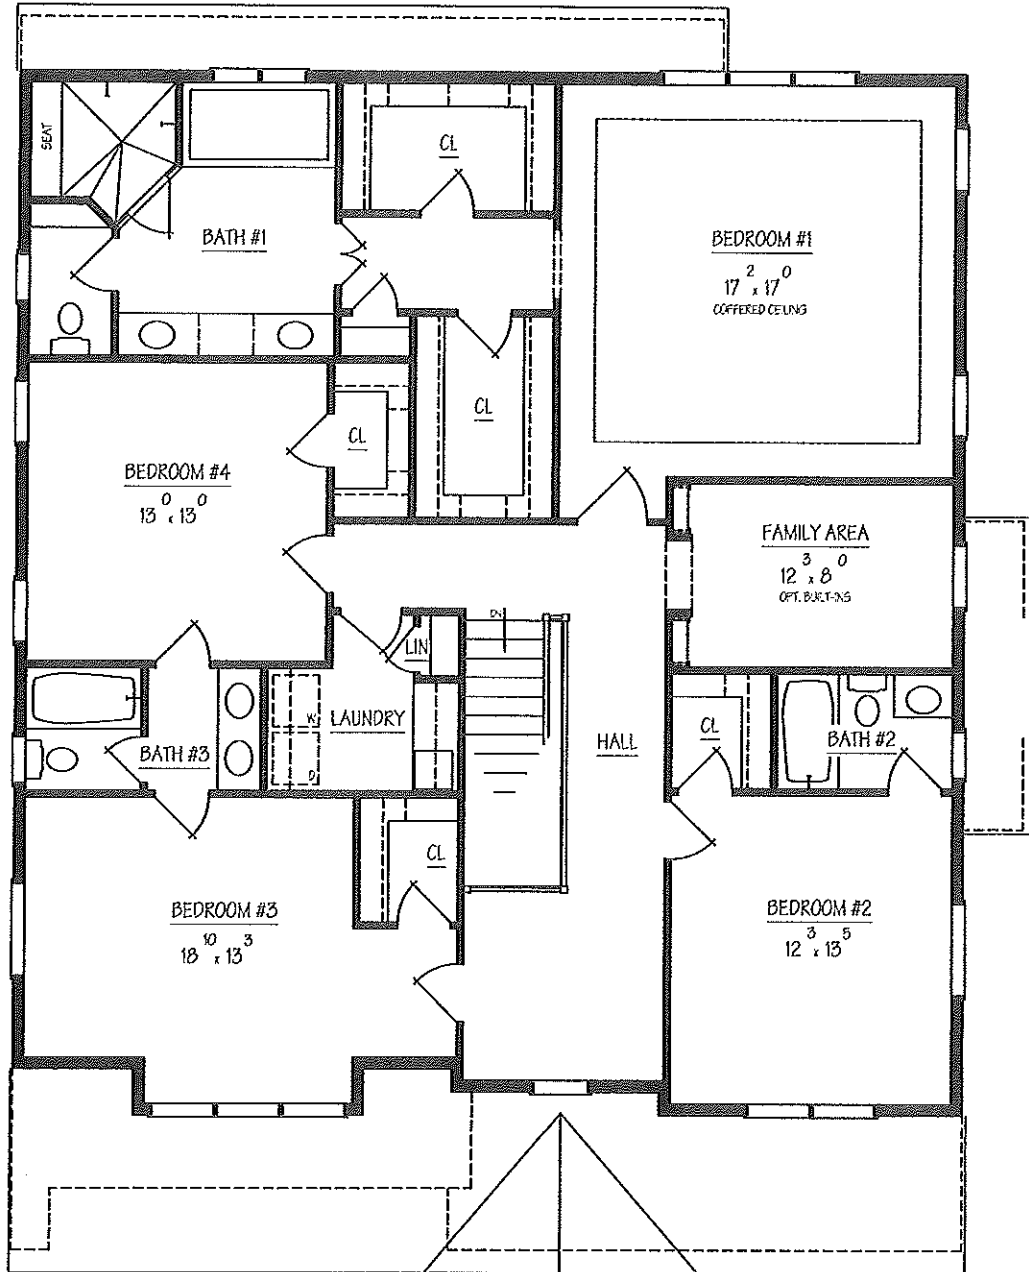 SEAT
CL
BATH #1
BEDROOM #1
17² x 17⁰
COFFERED CEILING
CL
CL
BEDROOM #4
13⁰ x 13⁰
FAMILY AREA
12³ x 8⁰
OPT. BUILT-INS
DN
LIN
W
LAUNDRY
D
BATH #3
HALL
CL
BATH #2
CL
BEDROOM #3
18¹⁰ x 13³
BEDROOM #2
12³ x 13⁵